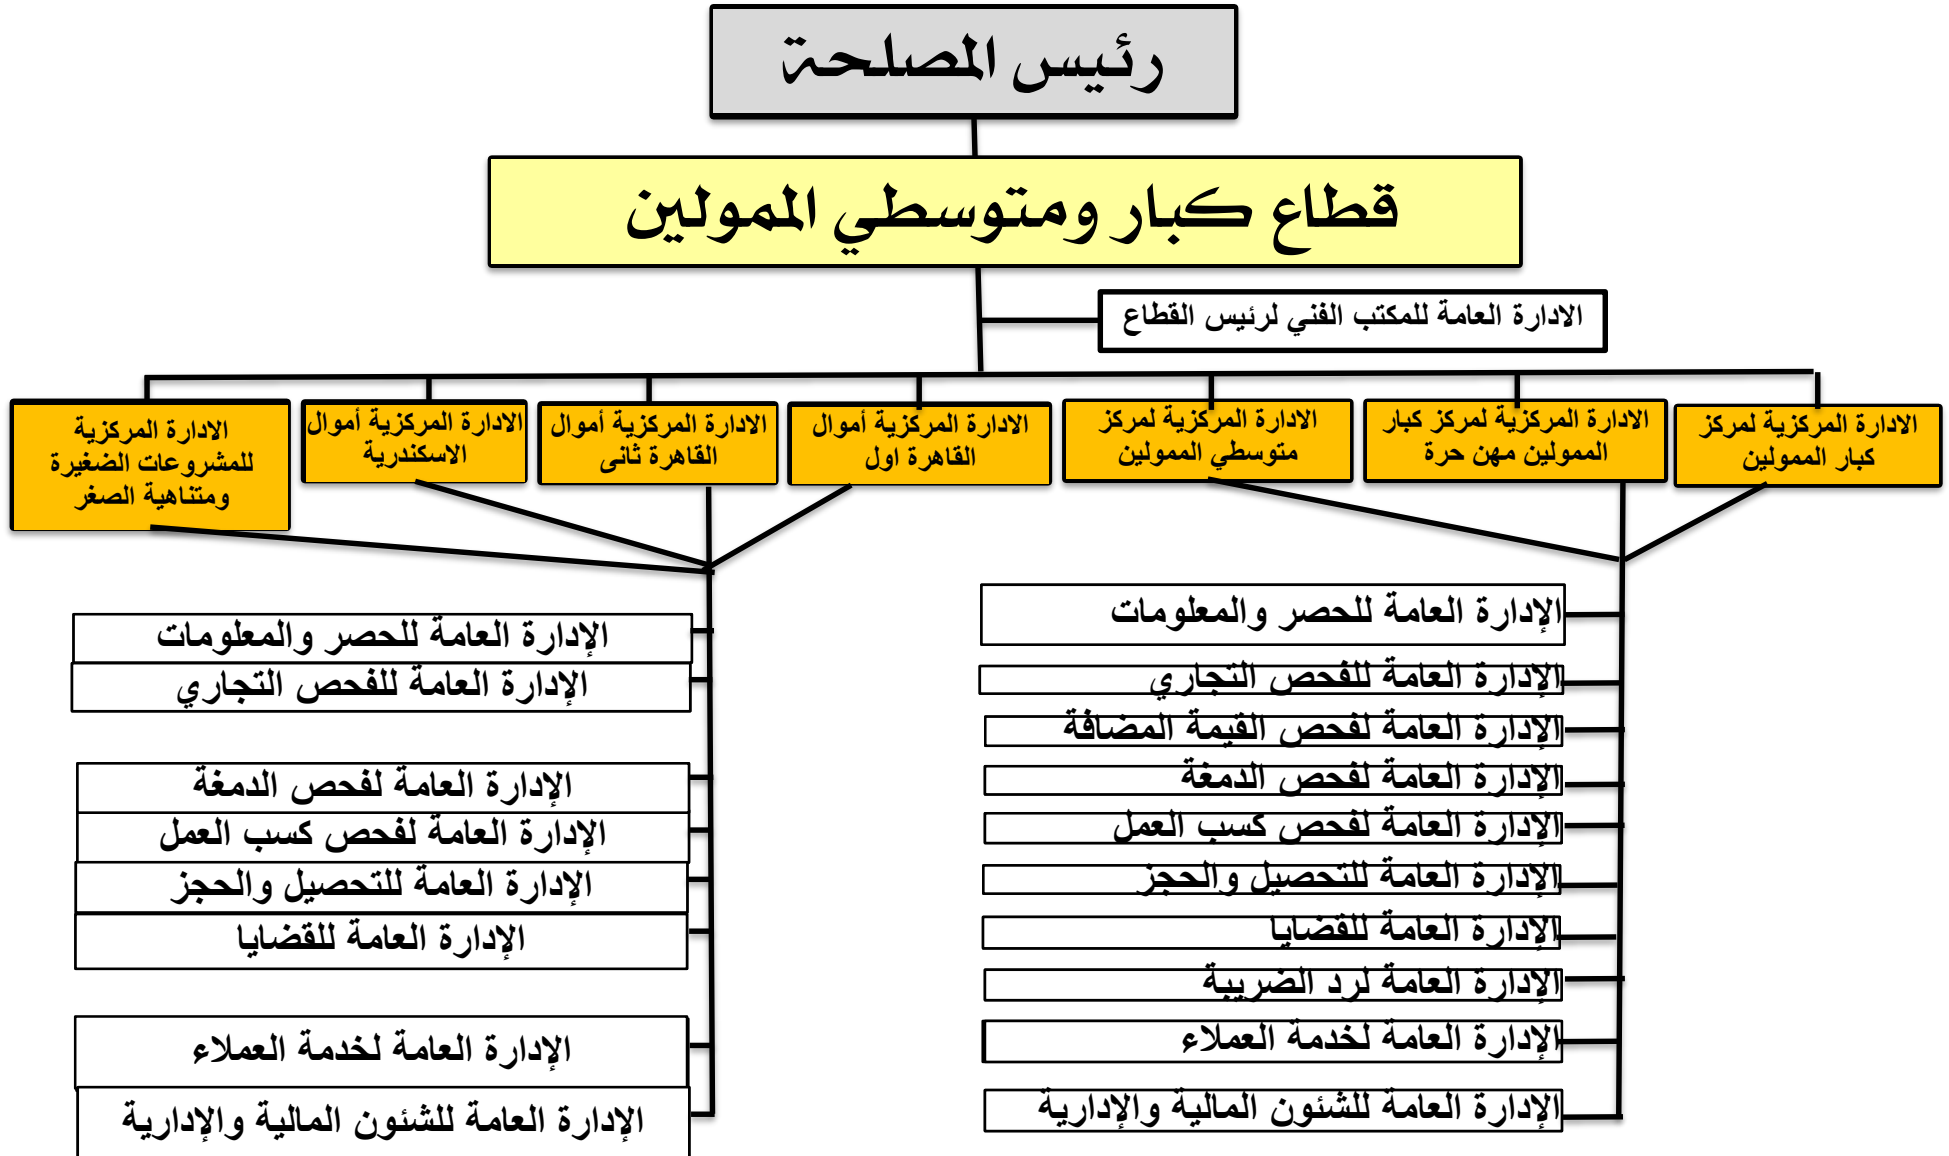 رئيس المصلحة
قطاع كبار ومتوسطي الممولين
الادارة العامة للمكتب الفني لرئيس القطاع
الادارة المركزية لمركز
كبار الممولين
الادارة المركزية لمركز كبار
الممولين مهن حرة
الادارة المركزية لمركز
متوسطي الممولين
الادارة المركزية أموال
القاهرة اول
الادارة المركزية أموال
القاهرة ثانى
الادارة المركزية أموال
الاسكندرية
الادارة المركزية
للمشروعات الضغيرة
ومتناهية الصغر
الإدارة العامة للحصر والمعلومات
الإدارة العامة للفحص التجاري
الإدارة العامة لفحص القيمة المضافة
الإدارة العامة لفحص الدمغة
الإدارة العامة لفحص كسب العمل
الإدارة العامة للتحصيل والحجز
الإدارة العامة للقضايا
الإدارة العامة لرد الضريبة
الإدارة العامة لخدمة العملاء
الإدارة العامة للشئون المالية والإدارية
الإدارة العامة للحصر والمعلومات
الإدارة العامة للفحص التجاري
الإدارة العامة لفحص الدمغة
الإدارة العامة لفحص كسب العمل
الإدارة العامة للتحصيل والحجز
الإدارة العامة للقضايا
الإدارة العامة لخدمة العملاء
الإدارة العامة للشئون المالية والإدارية